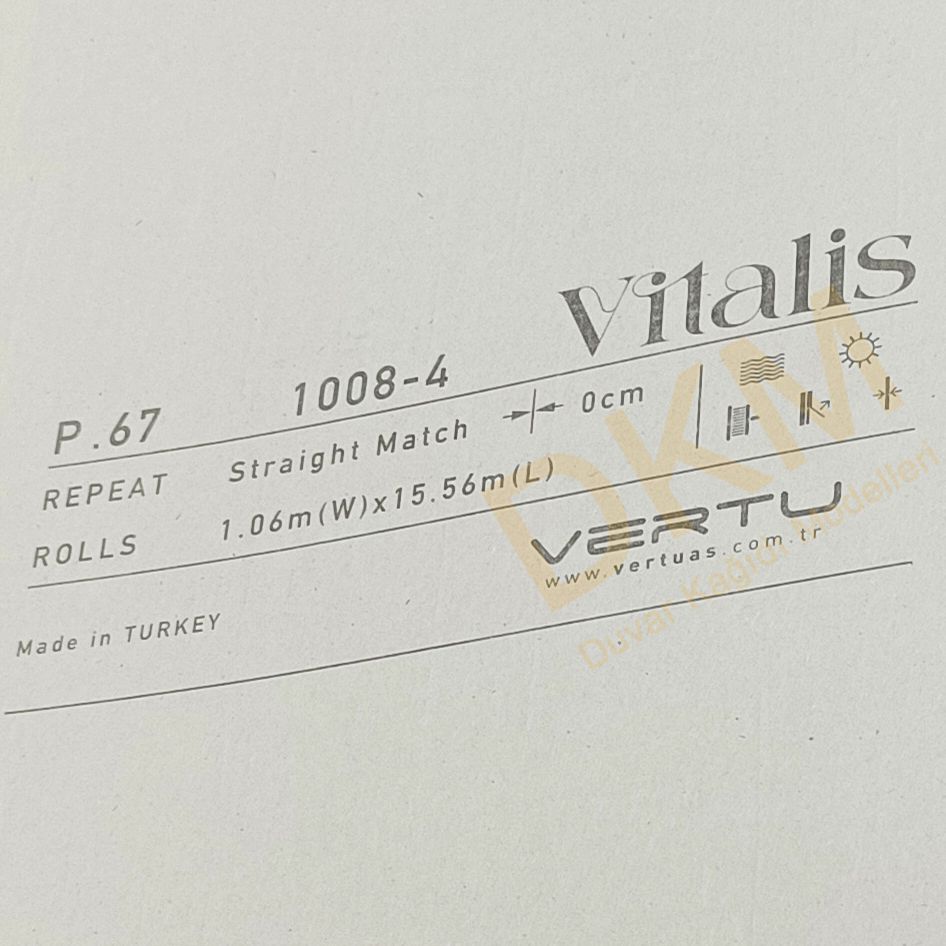 Vitalis
P.67 1008-4
REPEAT Straight Match 0cm
ROLLS 1.06m(W)x15.56m(L)
VERTU
www.vertuas.com.tr
Made in TURKEY
DKM
Duvar Kağıdı Modelleri